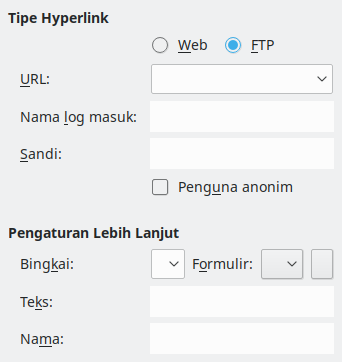 Tipe Hyperlink
Web FTP
URL:
Nama log masuk:
Sandi:
Penguna anonim
Pengaturan Lebih Lanjut
Bingkai: Formulir:
Teks:
Nama: